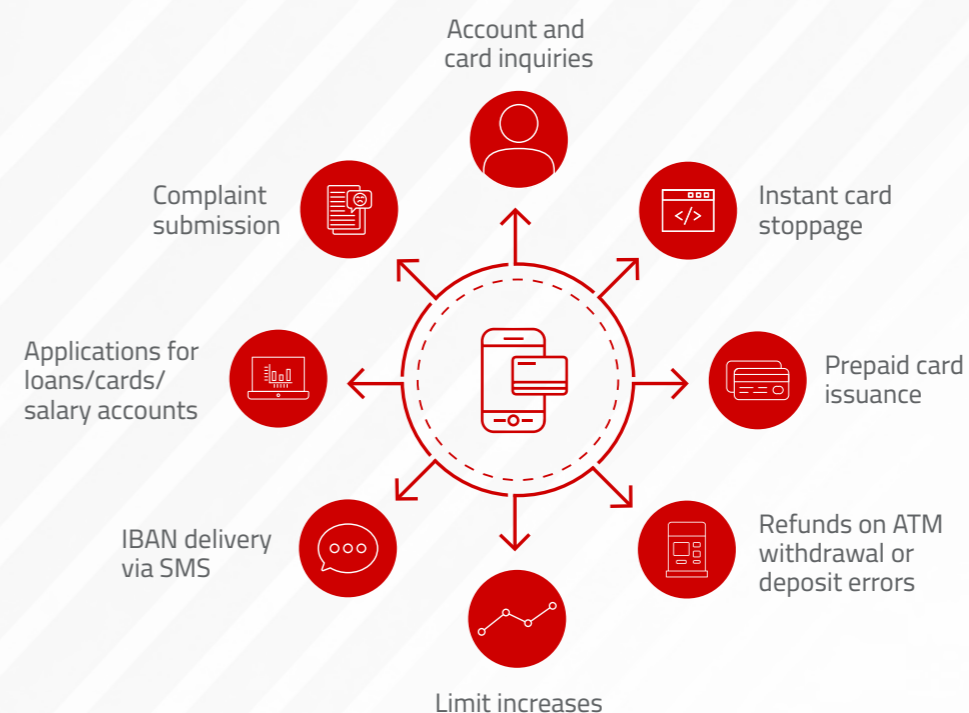 Account and
card inquiries
Complaint
submission
Instant card
stoppage
</>
Applications for
loans/cards/
salary accounts
Prepaid card
issuance
IBAN delivery
via SMS
Refunds on ATM
withdrawal or
deposit errors
Limit increases